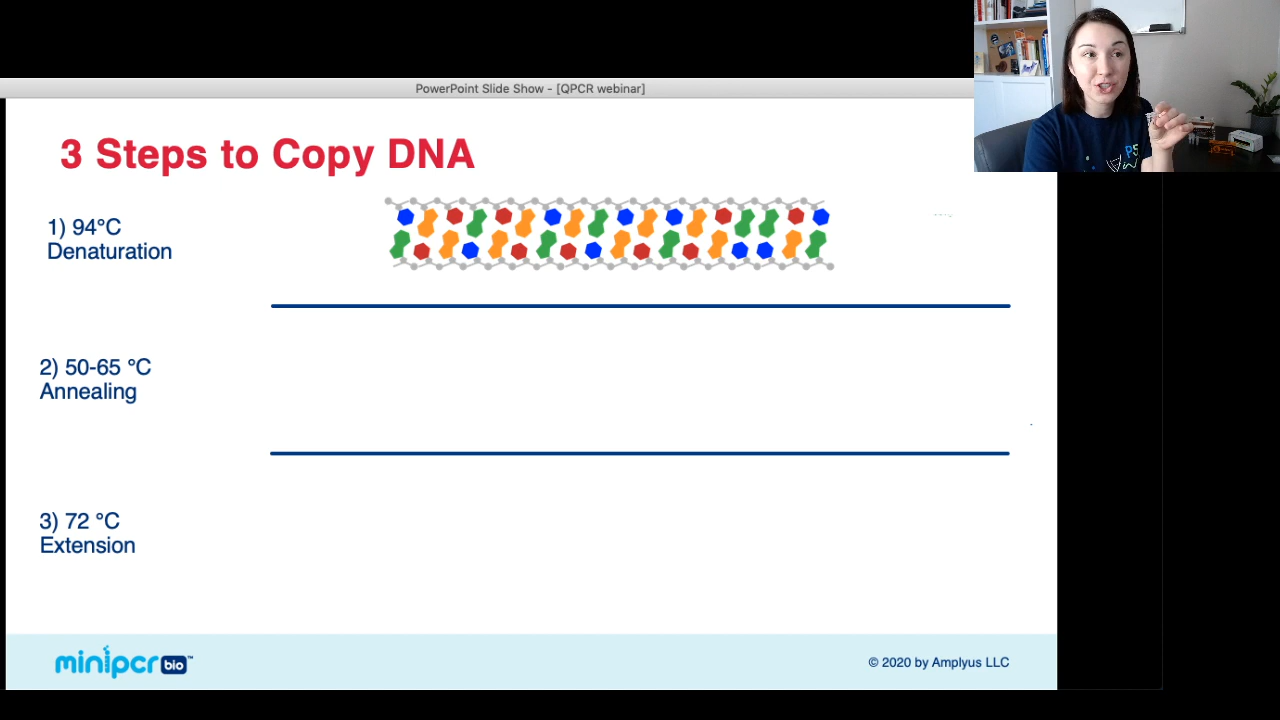 PowerPoint Slide Show - [QPCR webinar]
3 Steps to Copy DNA
1) 94°C
Denaturation
2) 50-65 °C
Annealing
3) 72 °C
Extension
minipcr bio™
© 2020 by Amplyus LLC